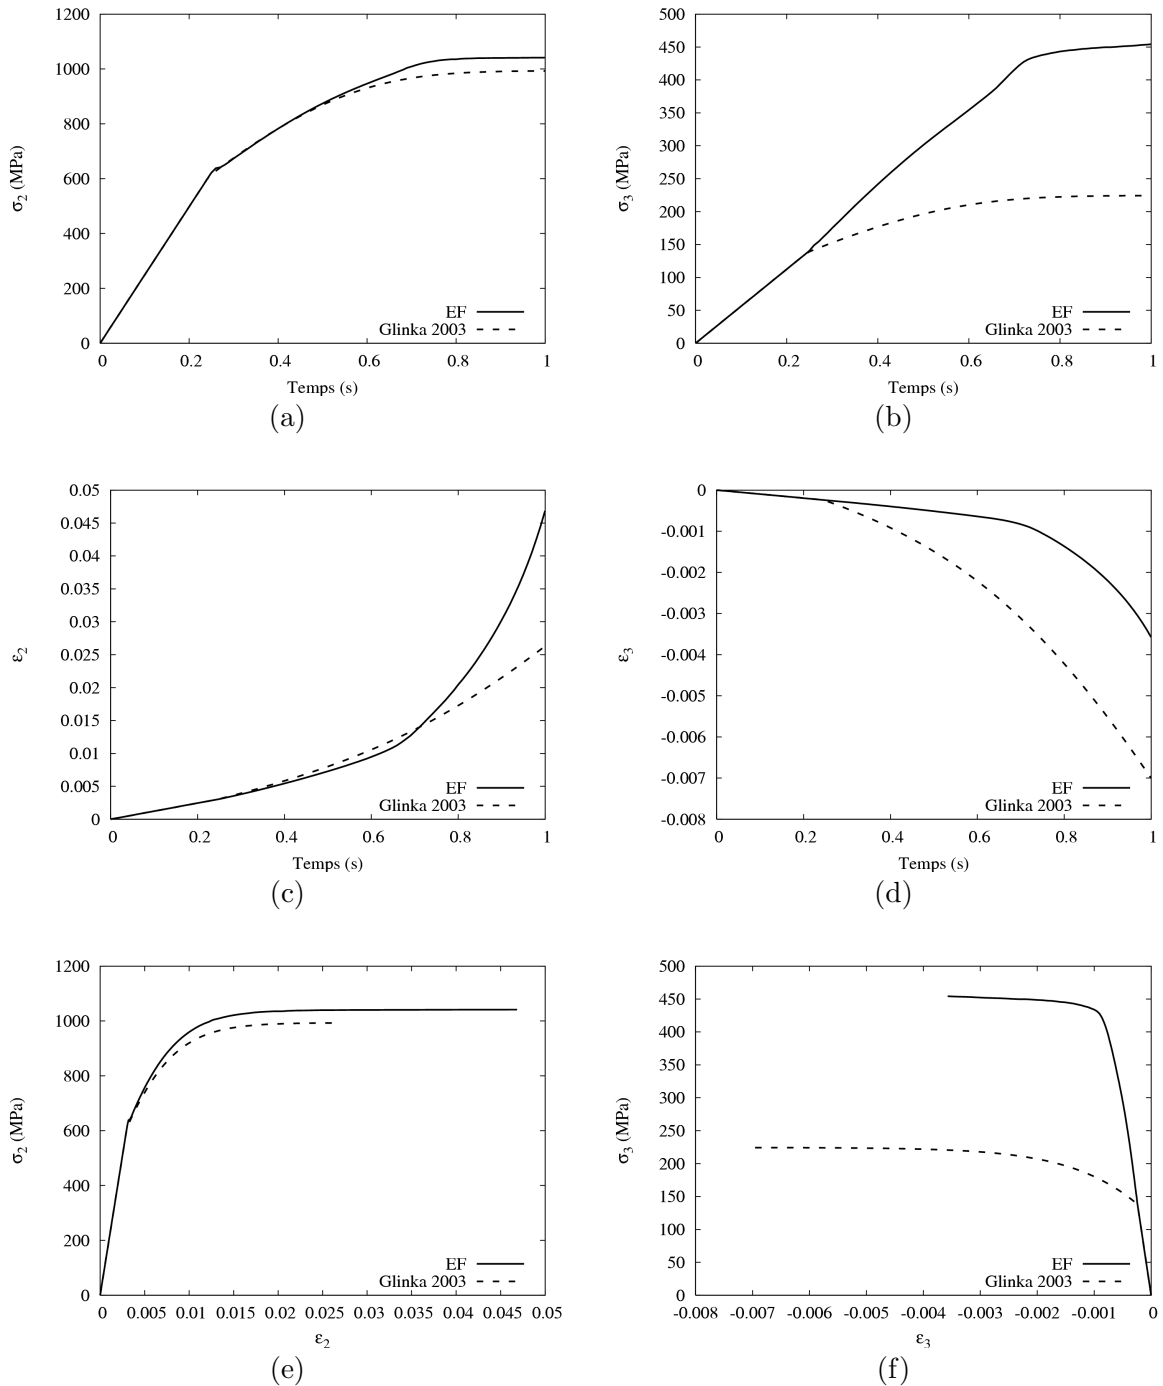 1200
1000
800
600
400
200
0
σ2 (MPa)
EF
Glinka 2003
0 0.2 0.4 0.6 0.8 1
Temps (s)
(a)
500
450
400
350
300
250
200
150
100
50
0
σ3 (MPa)
EF
Glinka 2003
0 0.2 0.4 0.6 0.8 1
Temps (s)
(b)
0.05
0.045
0.04
0.035
0.03
0.025
0.02
0.015
0.01
0.005
0
ε2
EF
Glinka 2003
0 0.2 0.4 0.6 0.8 1
Temps (s)
(c)
0
-0.001
-0.002
-0.003
-0.004
-0.005
-0.006
-0.007
-0.008
ε3
EF
Glinka 2003
0 0.2 0.4 0.6 0.8 1
Temps (s)
(d)
1200
1000
800
600
400
200
0
σ2 (MPa)
EF
Glinka 2003
0 0.005 0.01 0.015 0.02 0.025 0.03 0.035 0.04 0.045 0.05
ε2
(e)
500
450
400
350
300
250
200
150
100
50
0
σ3 (MPa)
EF
Glinka 2003
-0.008 -0.007 -0.006 -0.005 -0.004 -0.003 -0.002 -0.001 0
ε3
(f)